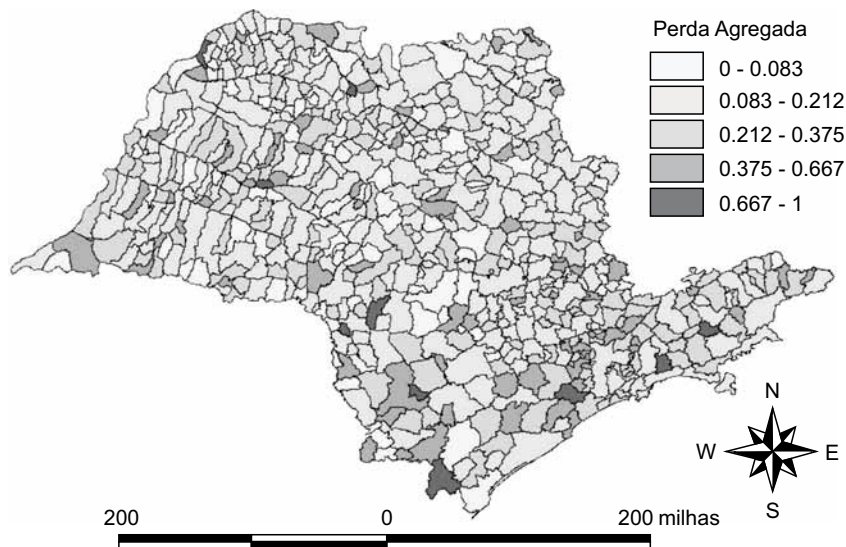 Perda Agregada
0 - 0.083
0.083 - 0.212
0.212 - 0.375
0.375 - 0.667
0.667 - 1
N
W E
S
200 0 200 milhas